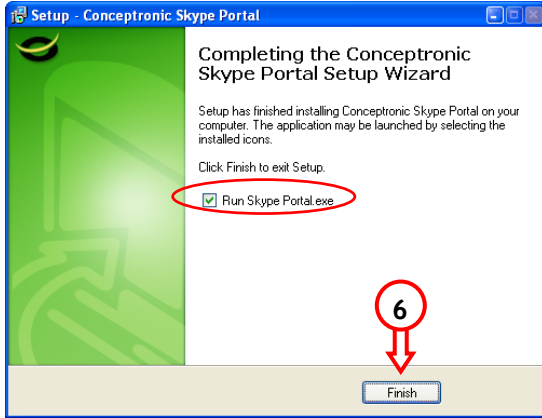 Setup - Conceptronic Skype Portal
Completing the Conceptronic
Skype Portal Setup Wizard
Setup has finished installing Conceptronic Skype Portal on your
computer. The application may be launched by selecting the
installed icons.
Click Finish to exit Setup.
Run Skype Portal.exe
6
Finish